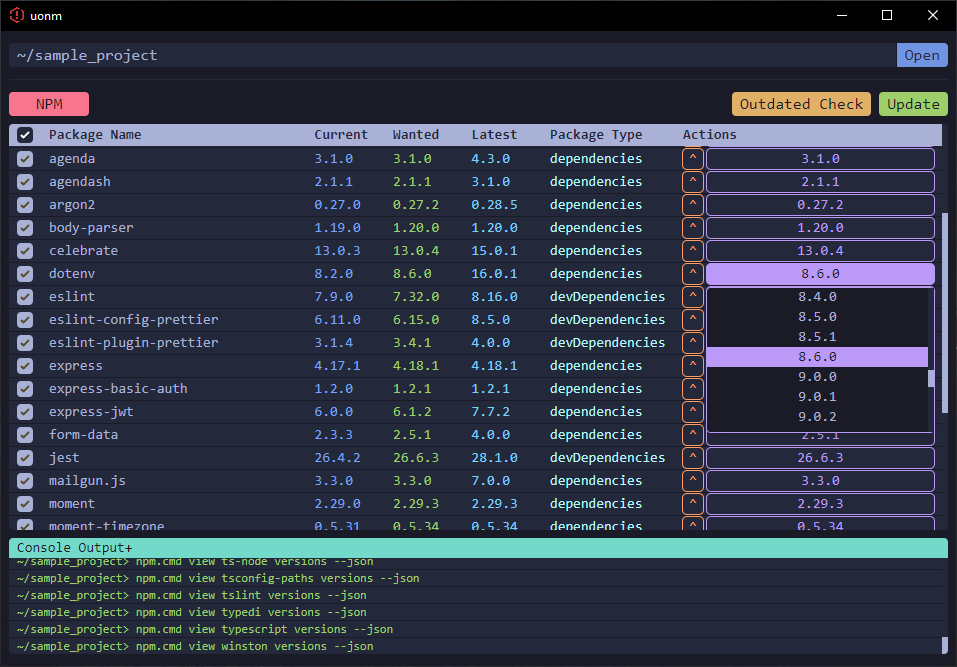 uonm
~/sample_project Open
NPM Outdated Check Update
Package Name Current Wanted Latest Package Type Actions
agenda 3.1.0 3.1.0 4.3.0 dependencies ^ 3.1.0
agendash 2.1.1 2.1.1 3.1.0 dependencies ^ 2.1.1
argon2 0.27.0 0.27.2 0.28.5 dependencies ^ 0.27.2
body-parser 1.19.0 1.20.0 1.20.0 dependencies ^ 1.20.0
celebrate 13.0.3 13.0.4 15.0.1 dependencies ^ 13.0.4
dotenv 8.2.0 8.6.0 16.0.1 dependencies ^ 8.6.0
eslint 7.9.0 7.32.0 8.16.0 devDependencies ^ 8.4.0
eslint-config-prettier 6.11.0 6.15.0 8.5.0 devDependencies ^ 8.5.0
eslint-plugin-prettier 3.1.4 3.4.1 4.0.0 devDependencies ^ 8.5.1
express 4.17.1 4.18.1 4.18.1 dependencies ^ 8.6.0
express-basic-auth 1.2.0 1.2.1 1.2.1 dependencies ^ 9.0.0
express-jwt 6.0.0 6.1.2 7.7.2 dependencies ^ 9.0.1
9.0.2
form-data 2.3.3 2.5.1 4.0.0 dependencies ^ 2.5.1
jest 26.4.2 26.6.3 28.1.0 devDependencies ^ 26.6.3
mailgun.js 3.3.0 3.3.0 7.0.0 dependencies ^ 3.3.0
moment 2.29.0 2.29.3 2.29.3 dependencies ^ 2.29.3
moment-timezone 0.5.31 0.5.34 0.5.34 dependencies ^ 0.5.34
Console Output+
~/sample_project> npm.cmd view ts-node versions --json
~/sample_project> npm.cmd view tsconfig-paths versions --json
~/sample_project> npm.cmd view tslint versions --json
~/sample_project> npm.cmd view typedi versions --json
~/sample_project> npm.cmd view typescript versions --json
~/sample_project> npm.cmd view winston versions --json